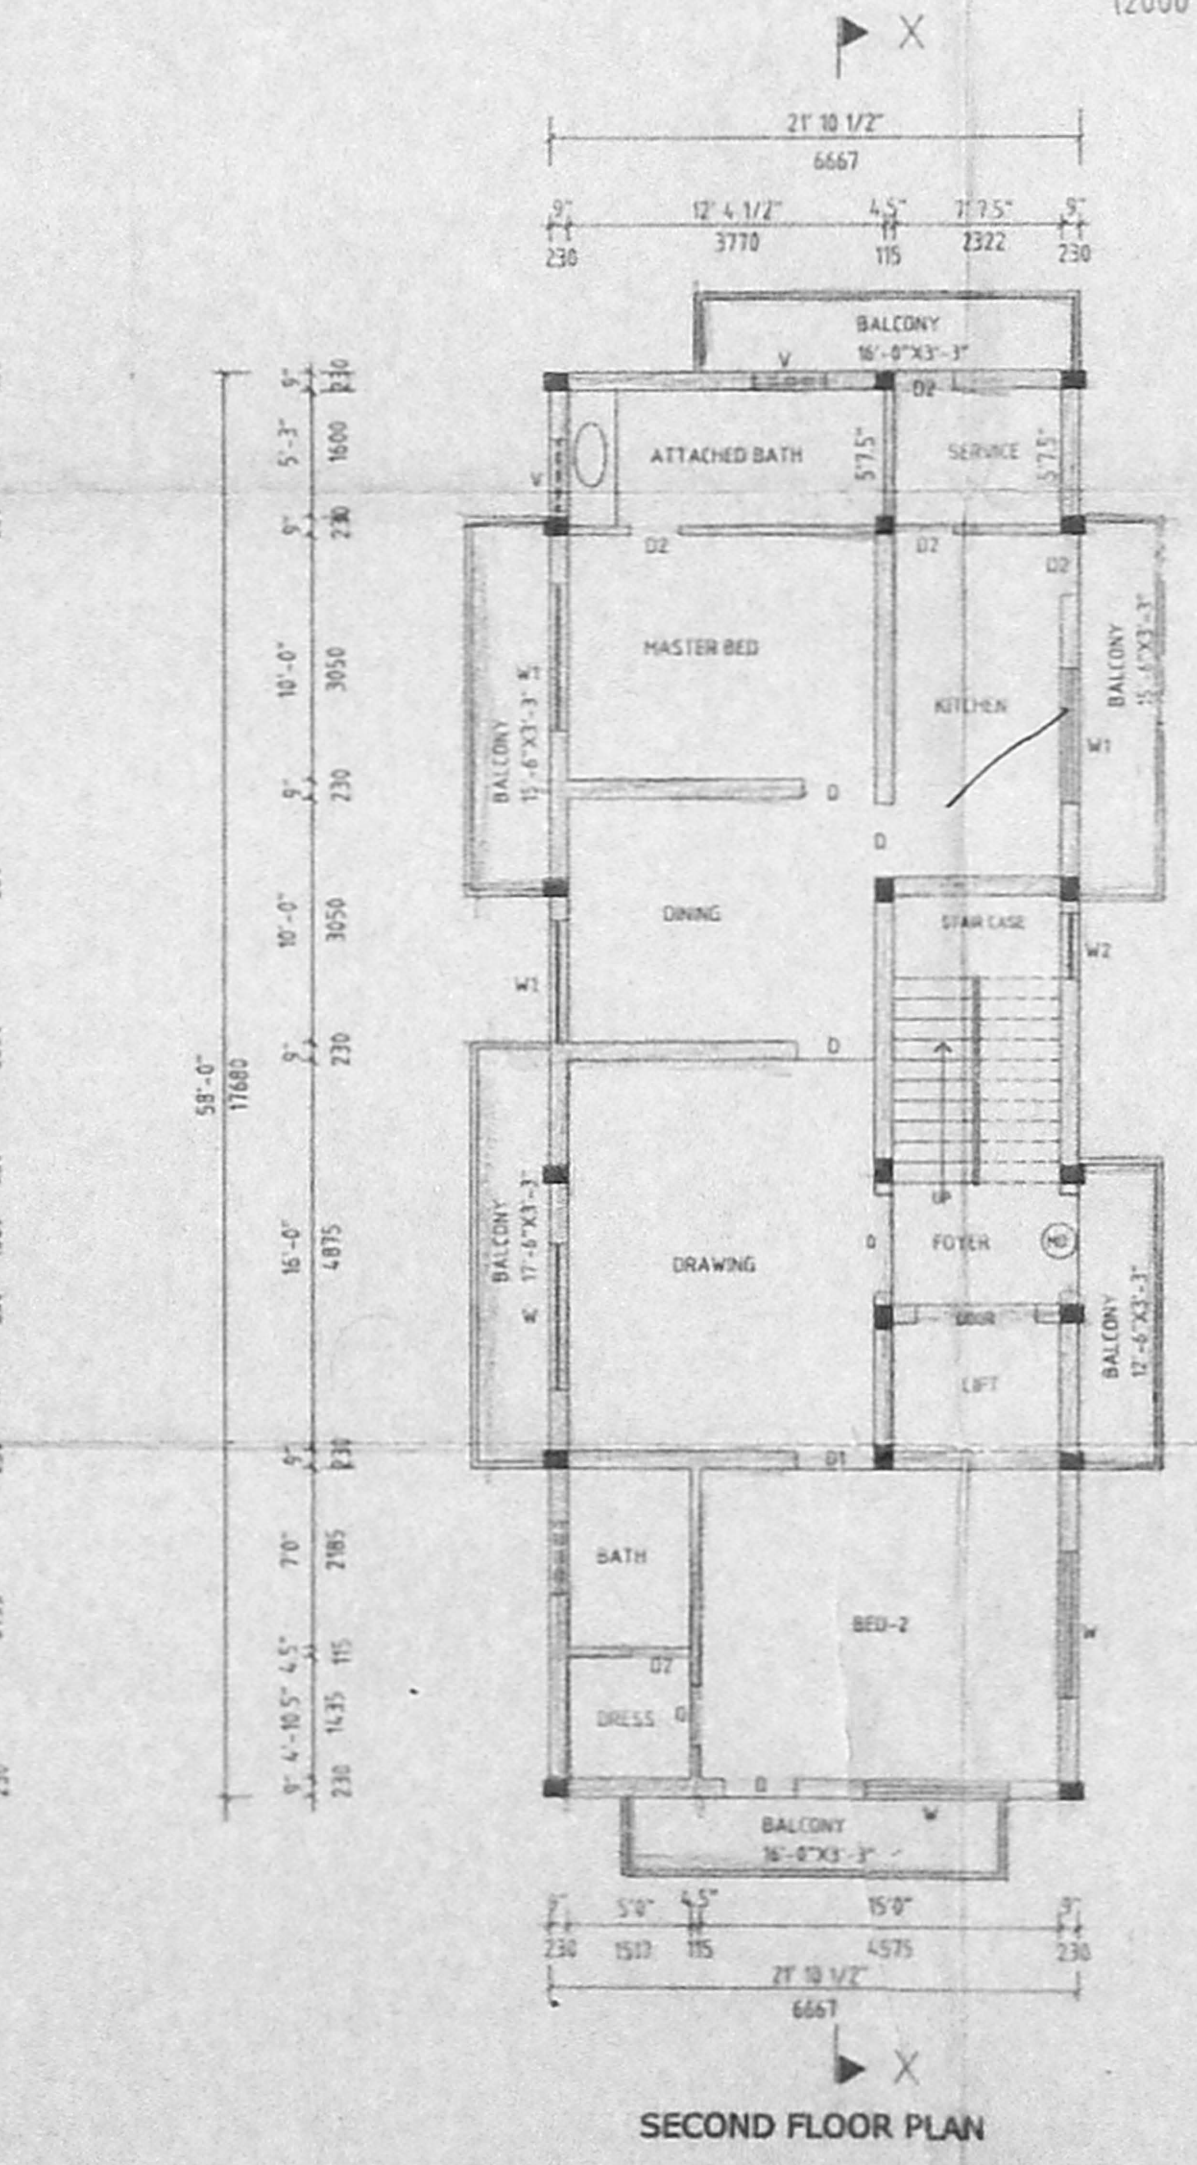 (2000
X
21' 10 1/2"
6667
9" 12' 4 1/2" 4.5" 7'7.5" 9"
230 3770 115 2322 230
BALCONY
16'-0"X3'-3"
V
D2
ATTACHED BATH
5'7.5"
SERVICE
5'7.5"
V
D2
D2
D2
MASTER BED
KITCHEN
W1
BALCONY
15'-6"X3'-3"
BALCONY
15'-6"X3'-3"
W1
D
D
DINING
STAIR CASE
W2
W2
D
UP
BALCONY
17'-6"X3'-3"
DRAWING
D
FOYER
MD
DOOR
LIFT
BALCONY
12'-6"X3'-3"
D1
BATH
BED-2
W
D2
DRESS
D
D
W
BALCONY
16'-0"X3'-3"
9" 5'-3" 9" 10'-0" 9" 10'-0" 9" 16'-0" 9" 7'0" 4.5" 4'-10.5" 9"
230 1600 230 3050 230 3050 230 4875 230 2185 115 1435 230
58'-0"
17680
9" 5'0" 4.5" 15'0" 9"
230 1517 115 4575 230
21' 10 1/2"
6667
X
SECOND FLOOR PLAN